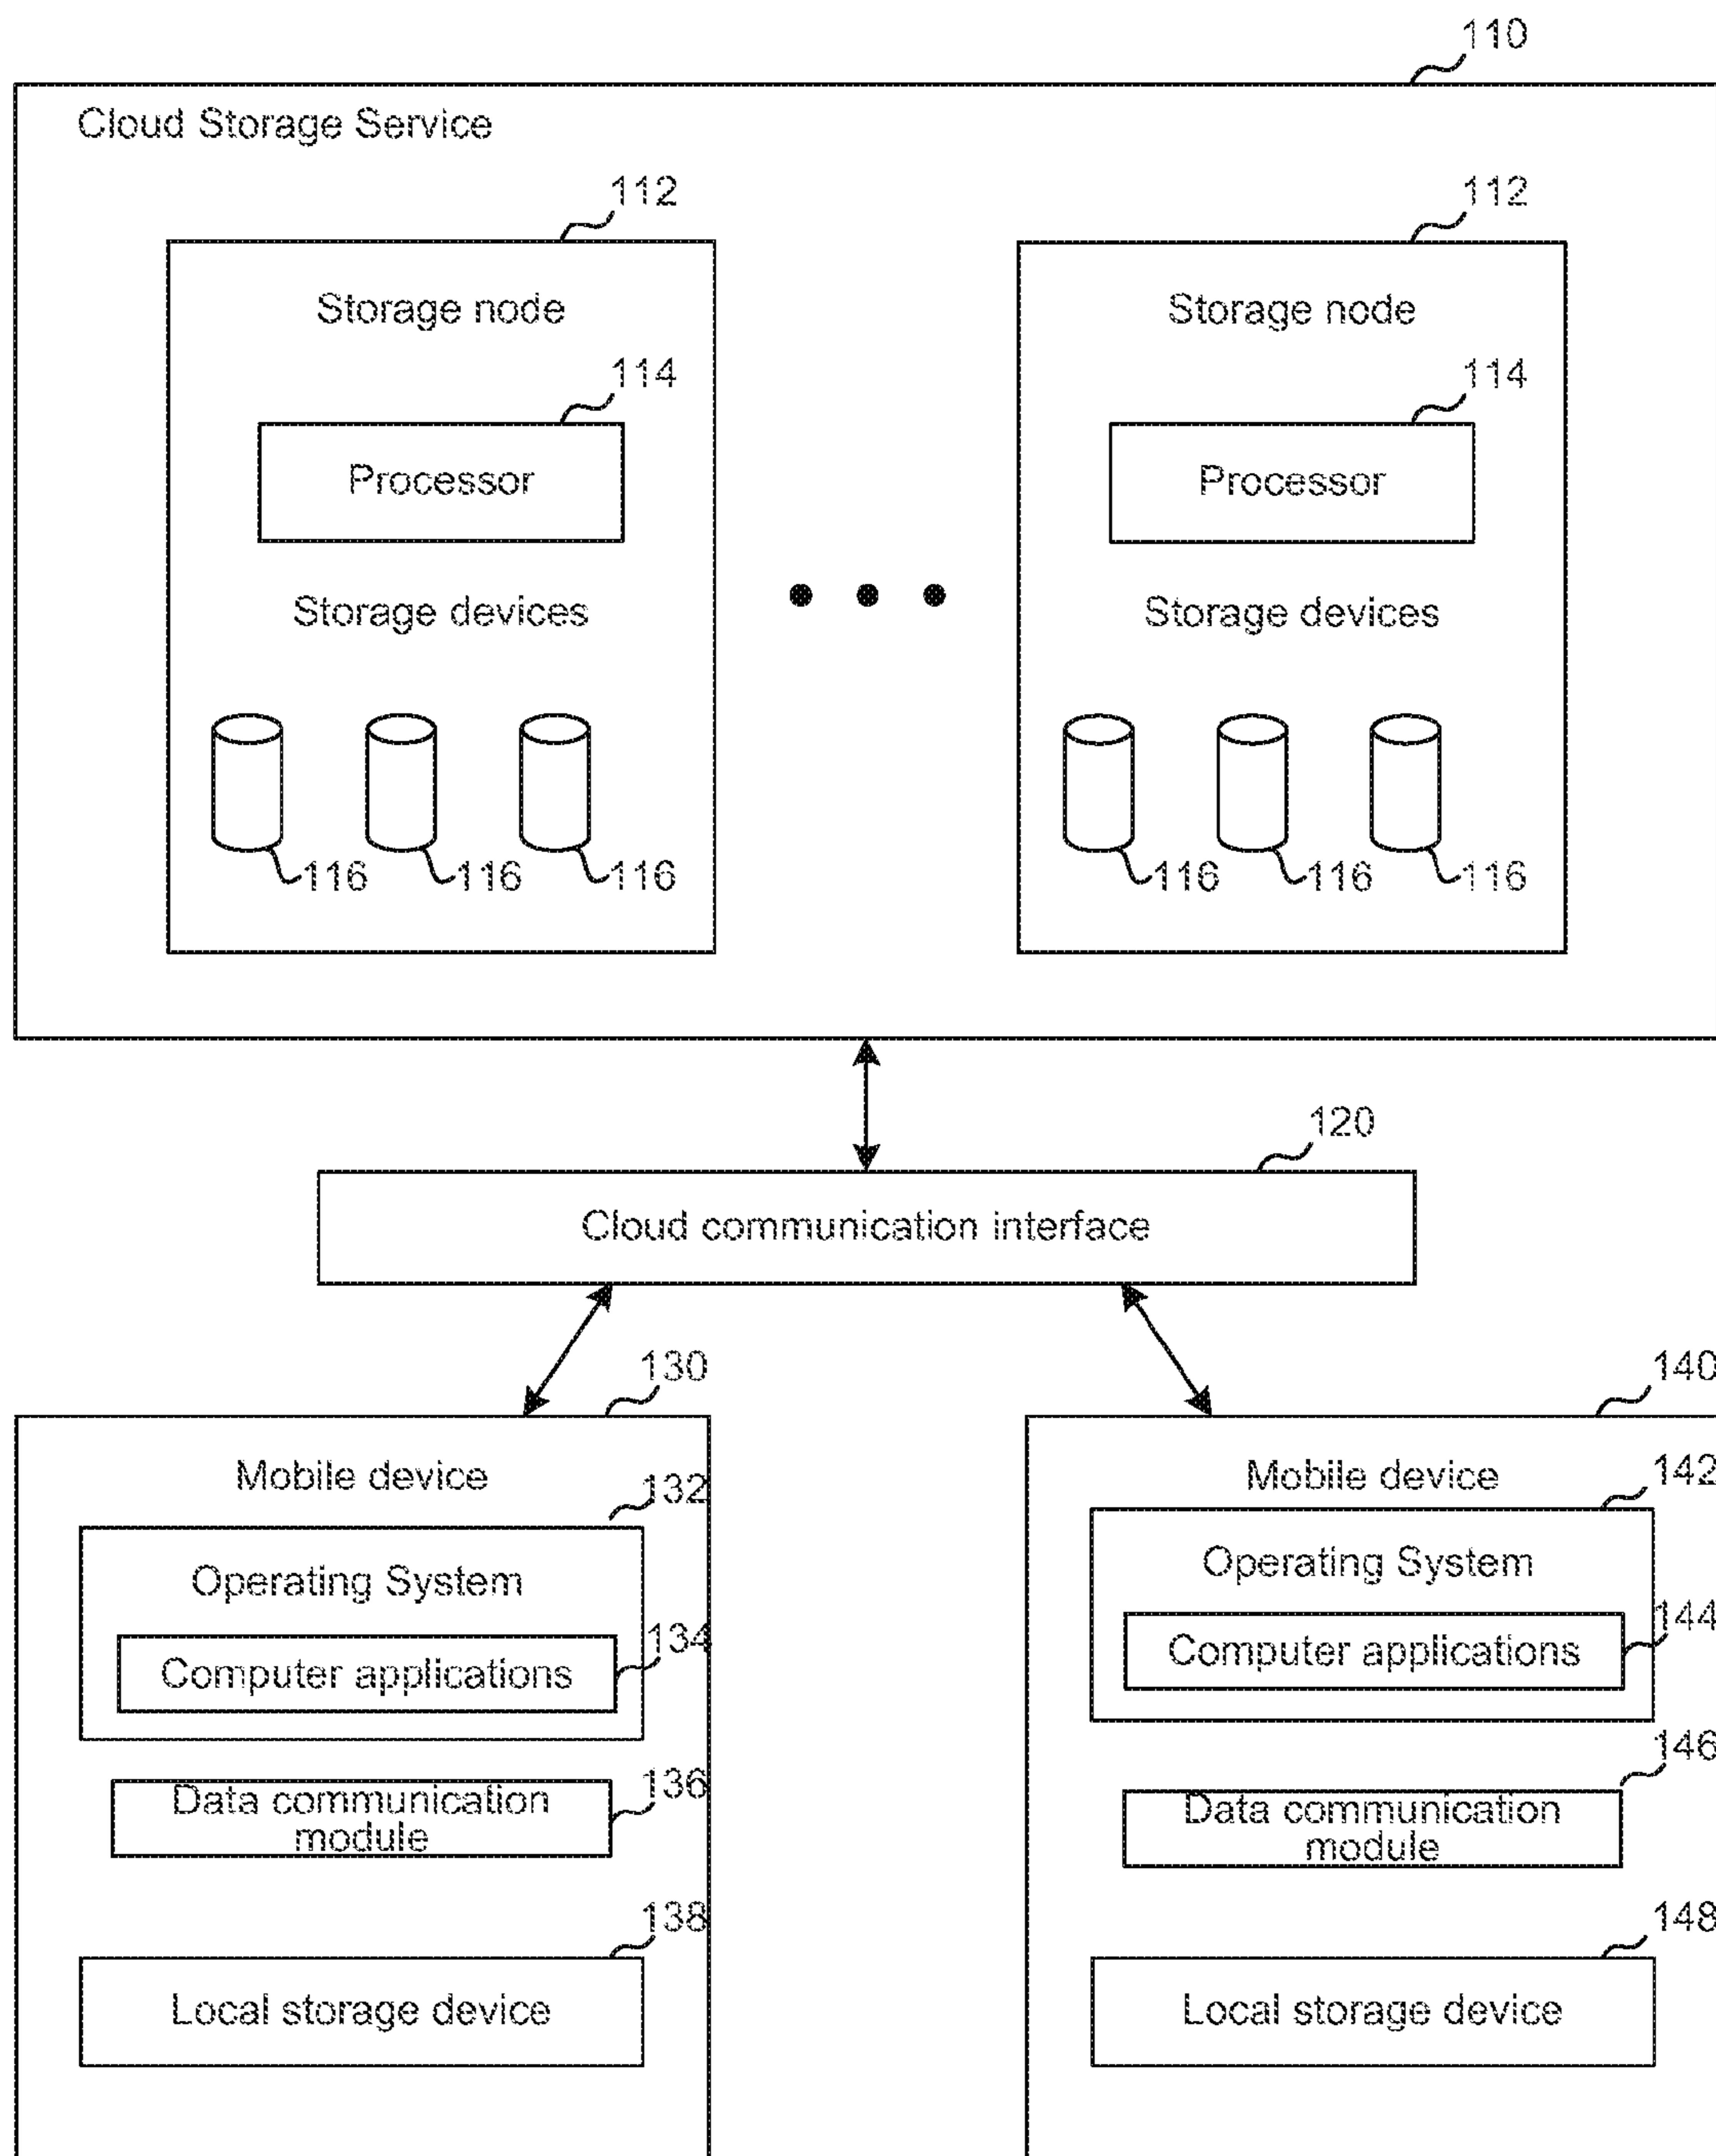 110
Cloud Storage Service
112
112
Storage node
Storage node
114
114
Processor
Processor
Storage devices
Storage devices
116
116
116
116
116
116
120
Cloud communication interface
130
140
Mobile device
Mobile device
132
142
Operating System
Operating System
134
144
Computer applications
Computer applications
136
146
Data communication
module
Data communication
module
138
148
Local storage device
Local storage device